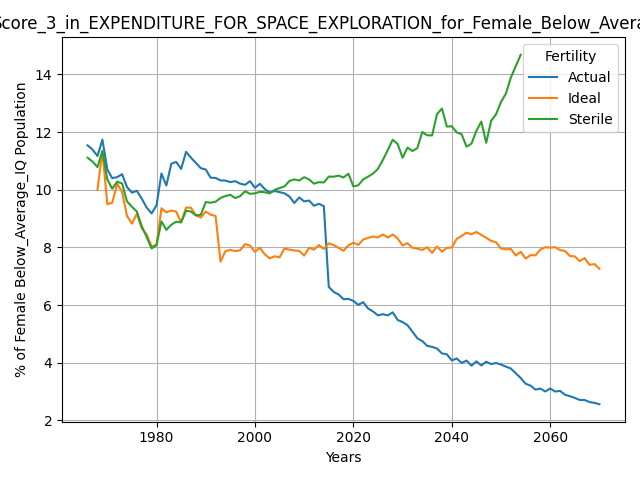 Score_3_in_EXPENDITURE_FOR_SPACE_EXPLORATION_for_Female_Below_Avera
Fertility
Actual
Ideal
Sterile
14
12
10
8
6
4
2
% of Female Below_Average_IQ Population
1980
2000
2020
2040
2060
Years